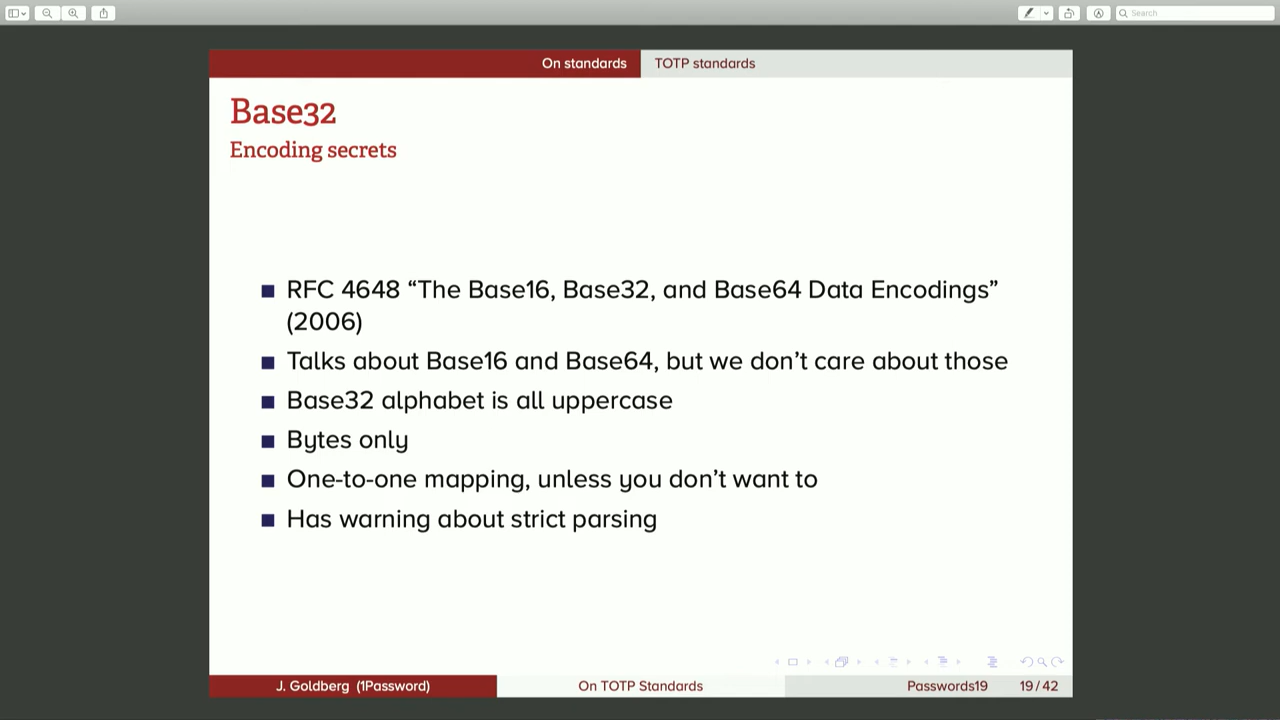 Search
On standards
TOTP standards
Base32
Encoding secrets
RFC 4648 “The Base16, Base32, and Base64 Data Encodings”
(2006)
Talks about Base16 and Base64, but we don’t care about those
Base32 alphabet is all uppercase
Bytes only
One-to-one mapping, unless you don’t want to
Has warning about strict parsing
J. Goldberg (1Password)
On TOTP Standards
Passwords19
19 / 42